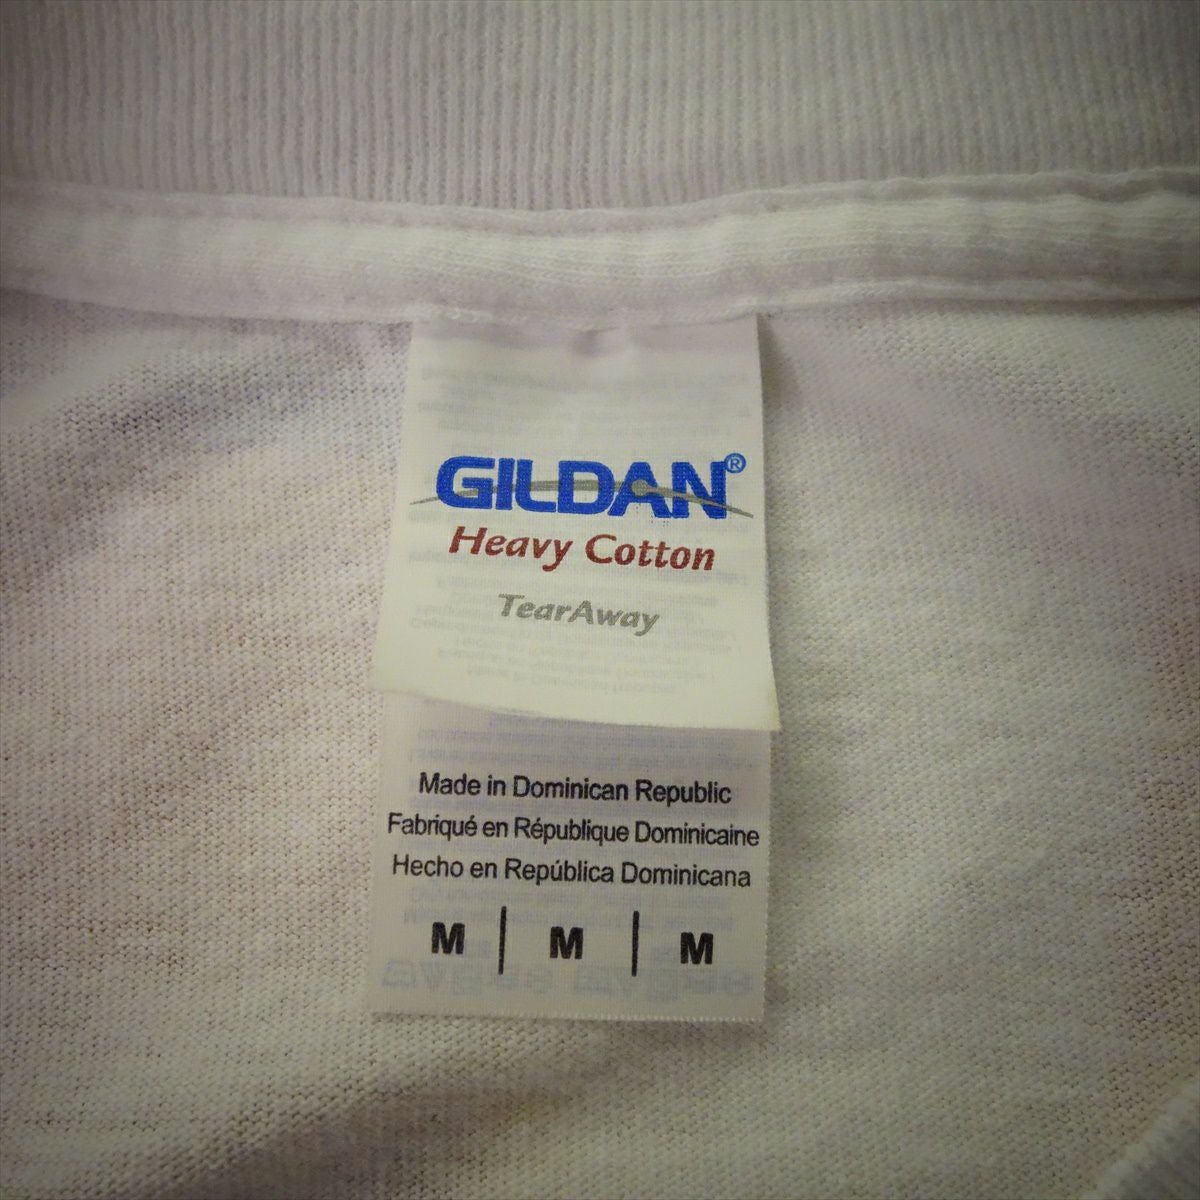 GILDAN®
Heavy Cotton
TearAway
Made in Dominican Republic
Fabriqué en République Dominicaine
Hecho en República Dominicana
M | M | M